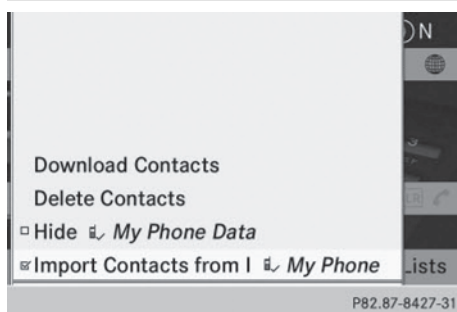 N
Download Contacts
Delete Contacts
Hide My Phone Data
Import Contacts from I My Phone
Lists
P82.87-8427-31